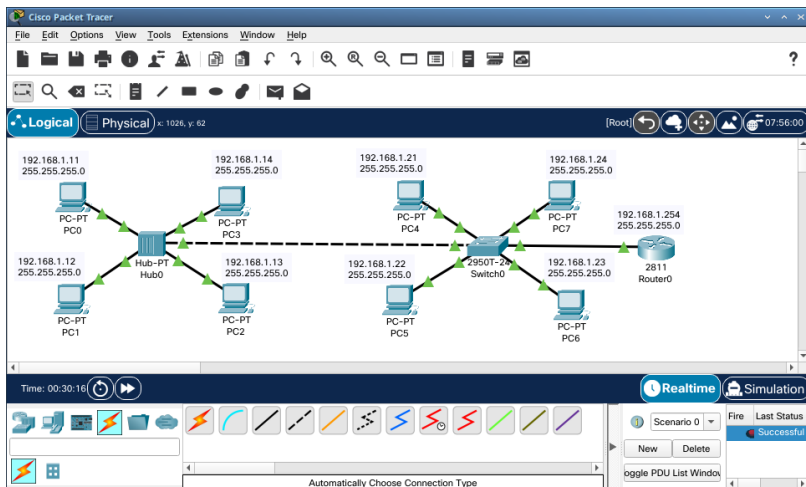 Cisco Packet Tracer
File Edit Options View Tools Extensions Window Help
?
Logical Physical x: 1026, y: 62 [Root] 07:56:00
192.168.1.11
255.255.255.0
192.168.1.14
255.255.255.0
192.168.1.21
255.255.255.0
192.168.1.24
255.255.255.0
PC-PT
PC0
PC-PT
PC3
PC-PT
PC4
PC-PT
PC7
192.168.1.254
255.255.255.0
192.168.1.12
255.255.255.0
Hub-PT
Hub0
192.168.1.13
255.255.255.0
192.168.1.22
255.255.255.0
2950T-24
Switch0
192.168.1.23
255.255.255.0
2811
Router0
PC-PT
PC1
PC-PT
PC2
PC-PT
PC5
PC-PT
PC6
Time: 00:30:16 Realtime Simulation
Scenario 0
Fire Last Status
Successful
New Delete
oggle PDU List Window
Automatically Choose Connection Type